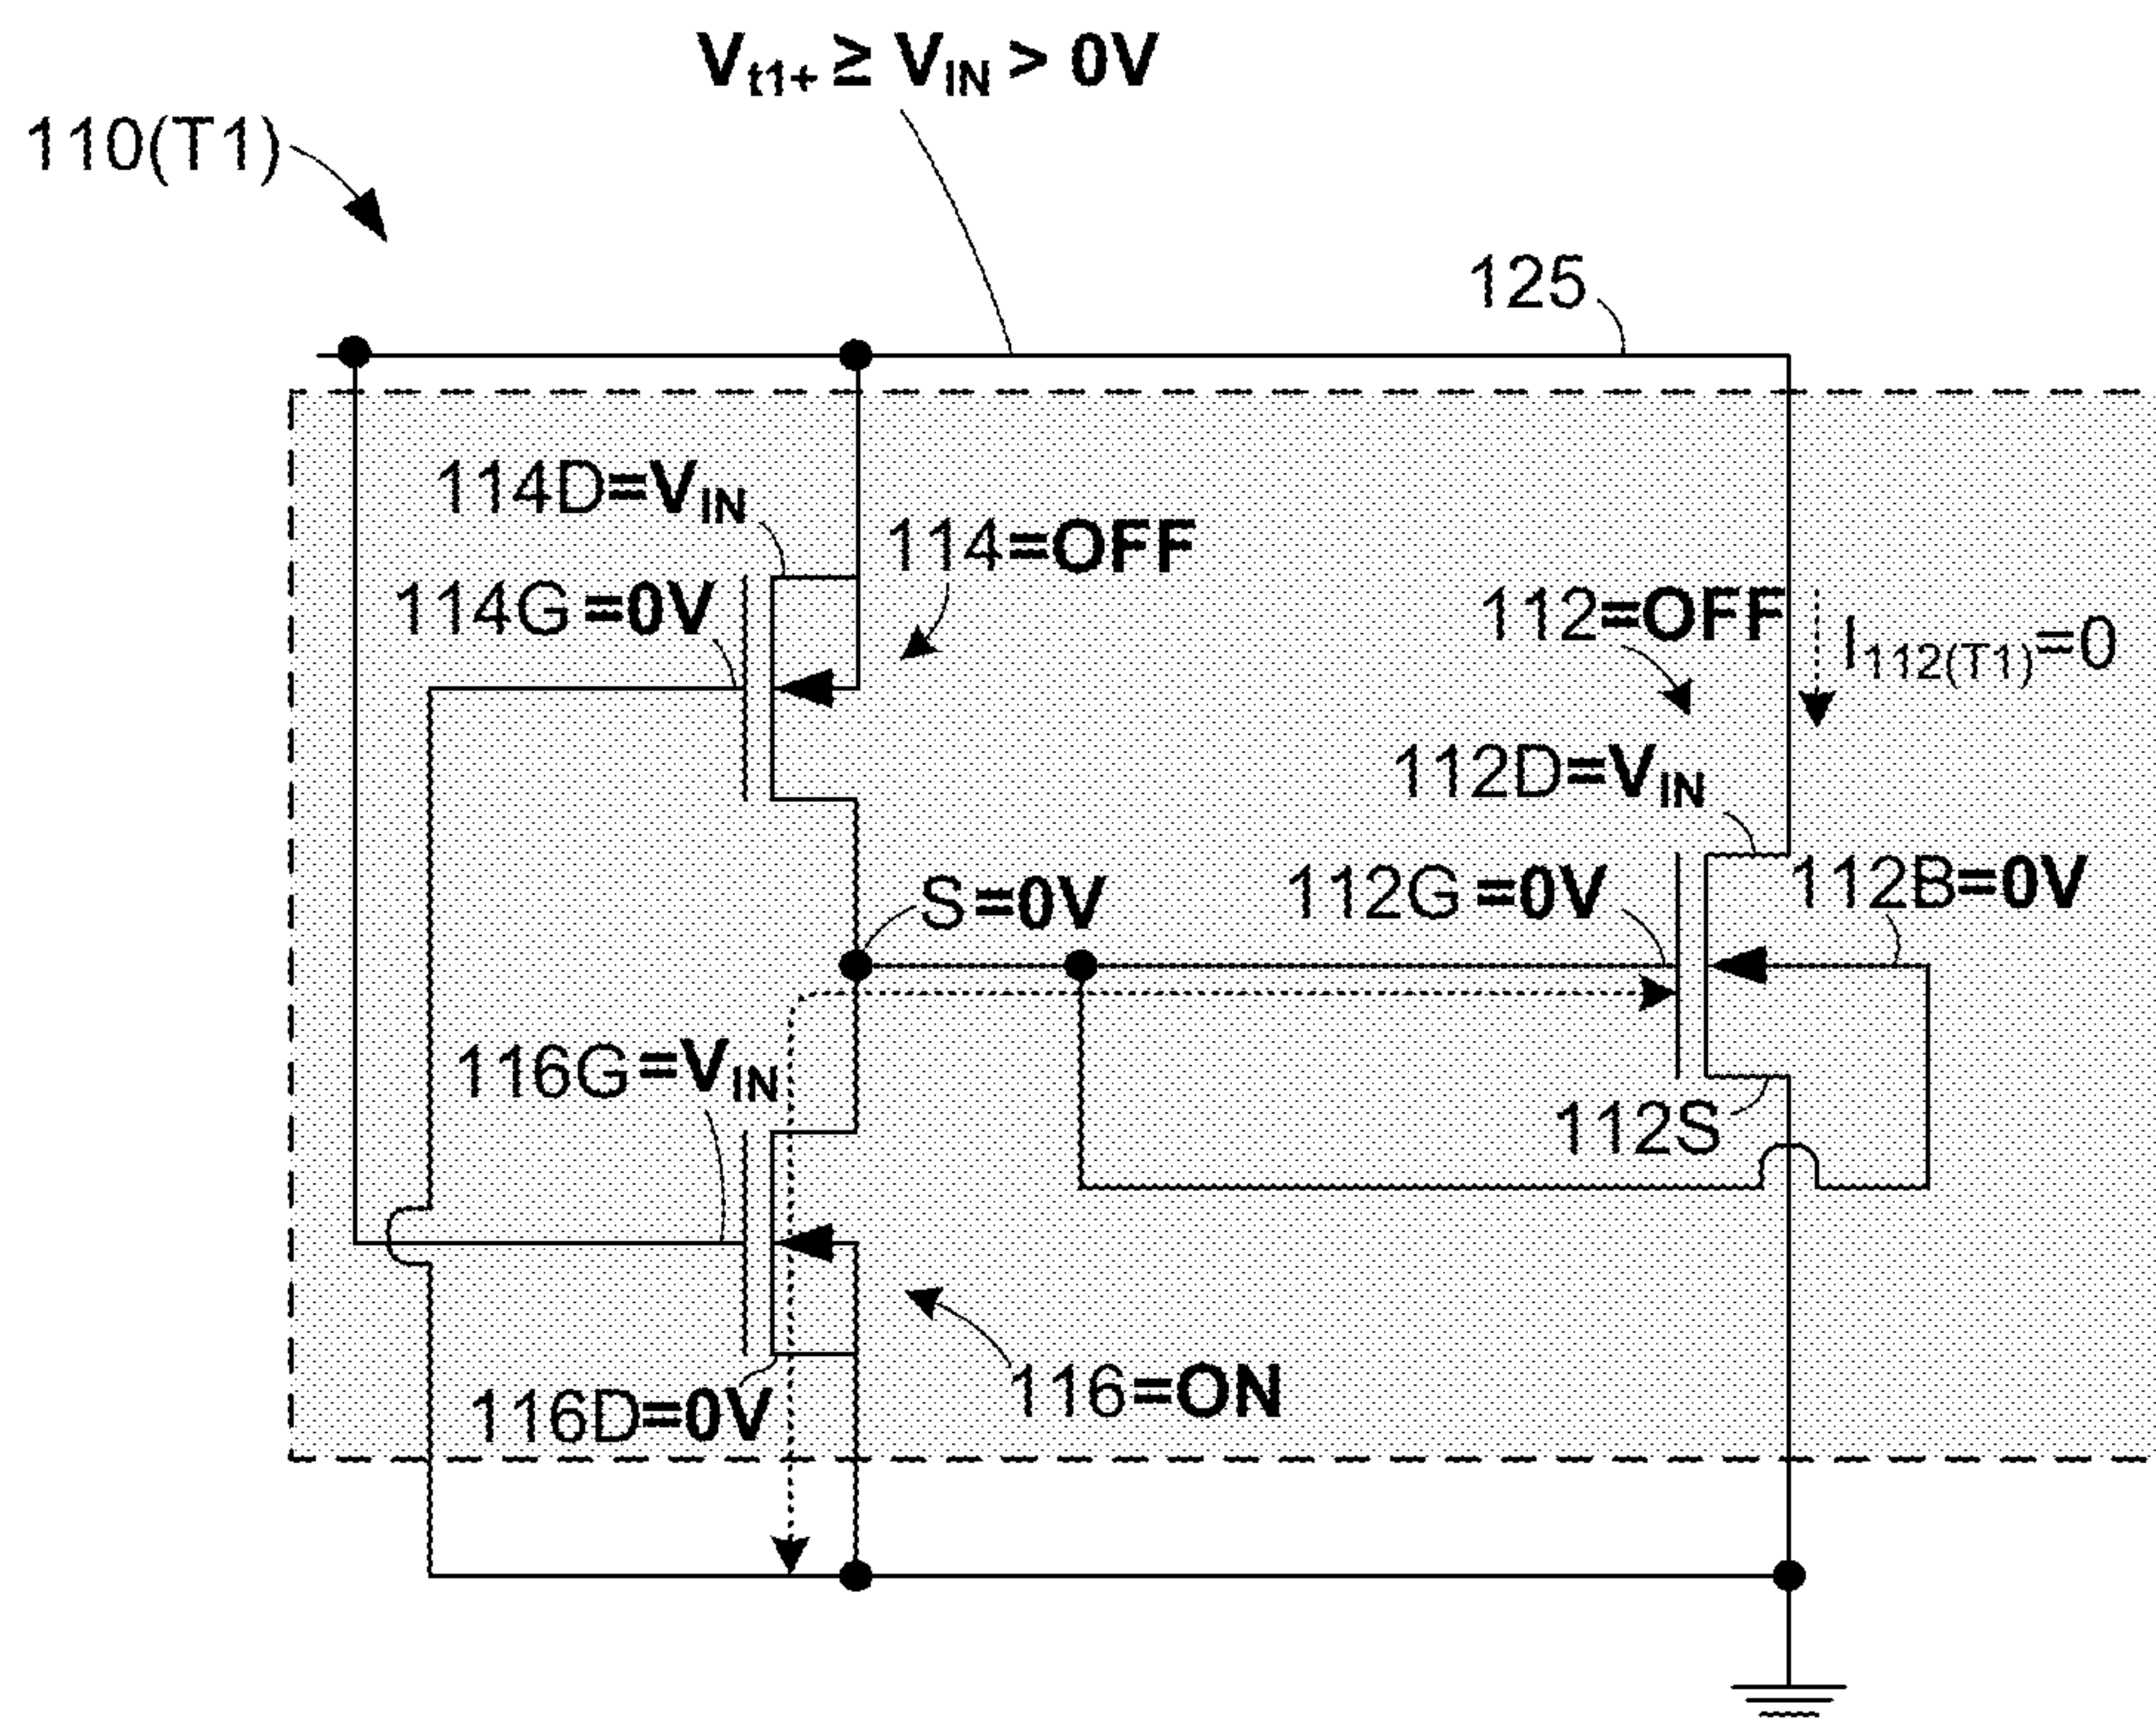 Vt1+ ≥ VIN > 0V
110(T1)
125
114D=VIN
114=OFF
114G=0V
112=OFF
I112(T1)=0
112D=VIN
S=0V
112G=0V
112B=0V
116G=VIN
112S
116=ON
116D=0V